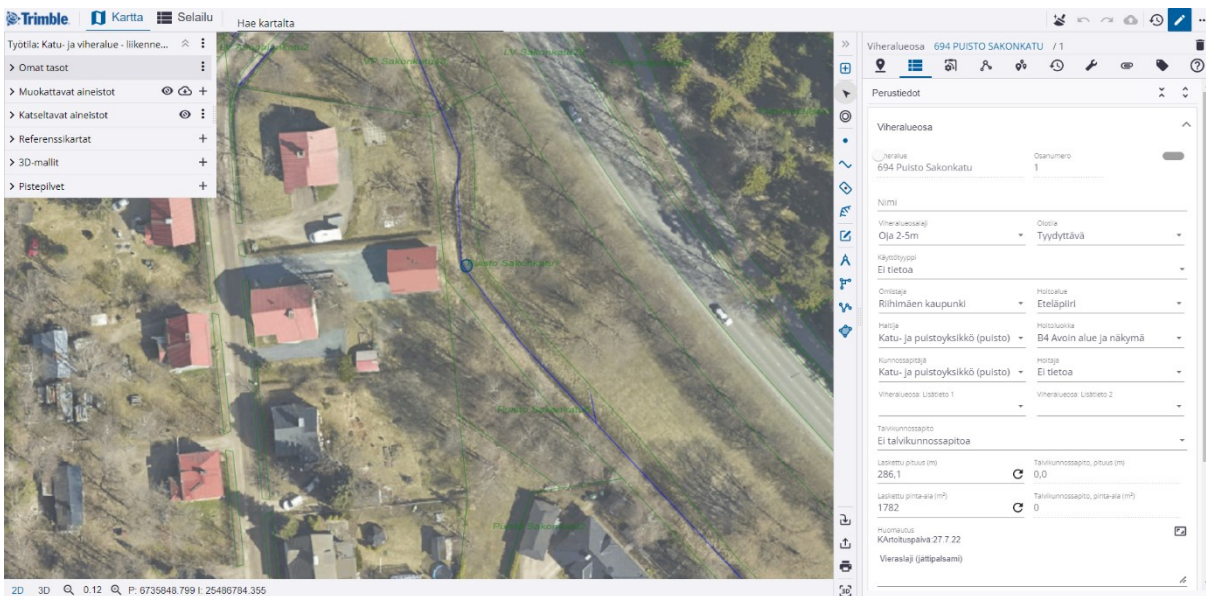 Trimble. Kartta Selailu Hae kartalta
Työtila: Katu- ja viheralue - liikenne...
Omat tasot
Muokattavat aineistot
Katseltavat aineistot
Referenssikartat
3D-mallit
Pistepilvet
Viheralueosa 694 PUISTO SAKONKATU / 1
Perustiedot
Viheralueosa
Osanumero
694 Puisto Sakonkatu 1
Nimi
Viheralueosalaji Olotila
Oja 2-5m Tyydyttävä
Käyttötyyppi
Ei tietoa
Omistaja Hoitoalue
Riihimäen kaupunki Eteläpiiri
Haltija Hoitoluokka
Katu- ja puistoyksikkö (puisto) B4 Avoin alue ja näkymä
Kunnossapitäjä Hoitaja
Katu- ja puistoyksikkö (puisto) Ei tietoa
Viheralueosa: Lisätieto 1 Viheralueosa: Lisätieto 2
Talvikunnossapito
Ei talvikunnossapitoa
Laskettu pituus (m) Talvikunnossapito, pituus (m)
286,1 0,0
Laskettu pinta-ala (m²) Talvikunnossapito, pinta-ala (m²)
1782 0
Huomautus
KArtoituspäivä:27.7.22
Vieraslaji (jättipalsami)
2D 3D 0.12 P: 6735848.799 I: 25486784.355
3D